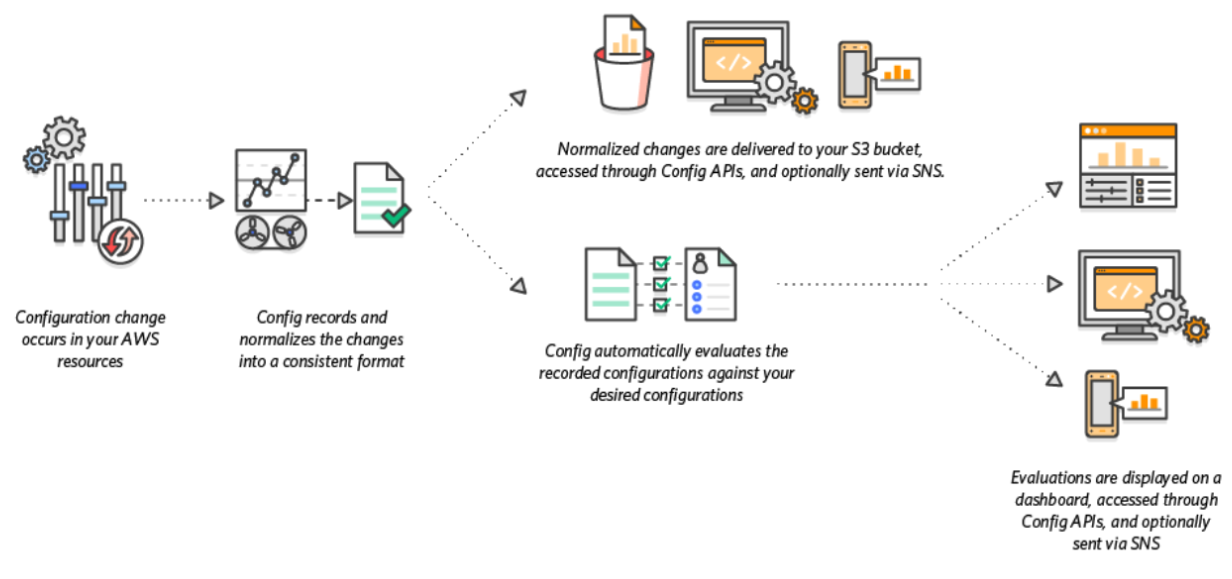 Normalized changes are delivered to your S3 bucket,
accessed through Config APIs, and optionally sent via SNS.
Configuration change
occurs in your AWS
resources
Config records and
normalizes the changes
into a consistent format
Config automatically evaluates the
recorded configurations against your
desired configurations
Evaluations are displayed on a
dashboard, accessed through
Config APIs, and optionally
sent via SNS